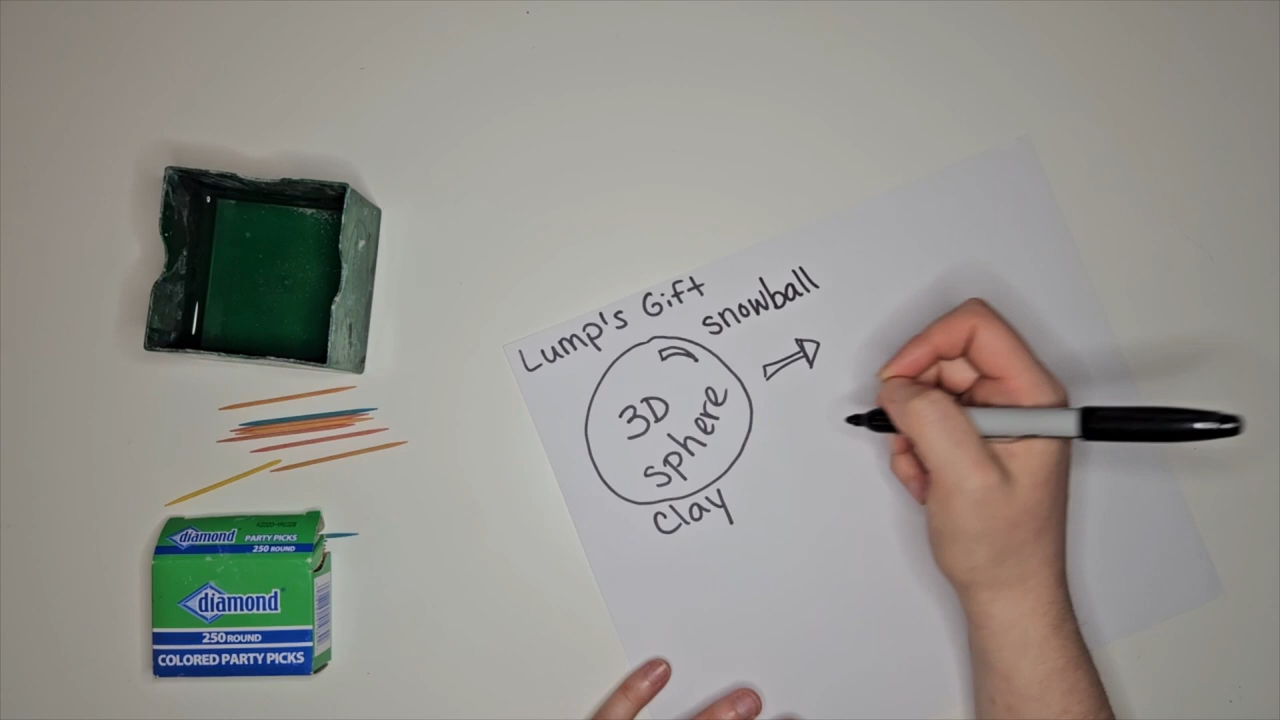 Lump's Gift
snowball
3D
sphere
clay
diamond
PARTY PICKS
250 ROUND
diamond
250 ROUND
COLORED PARTY PICKS